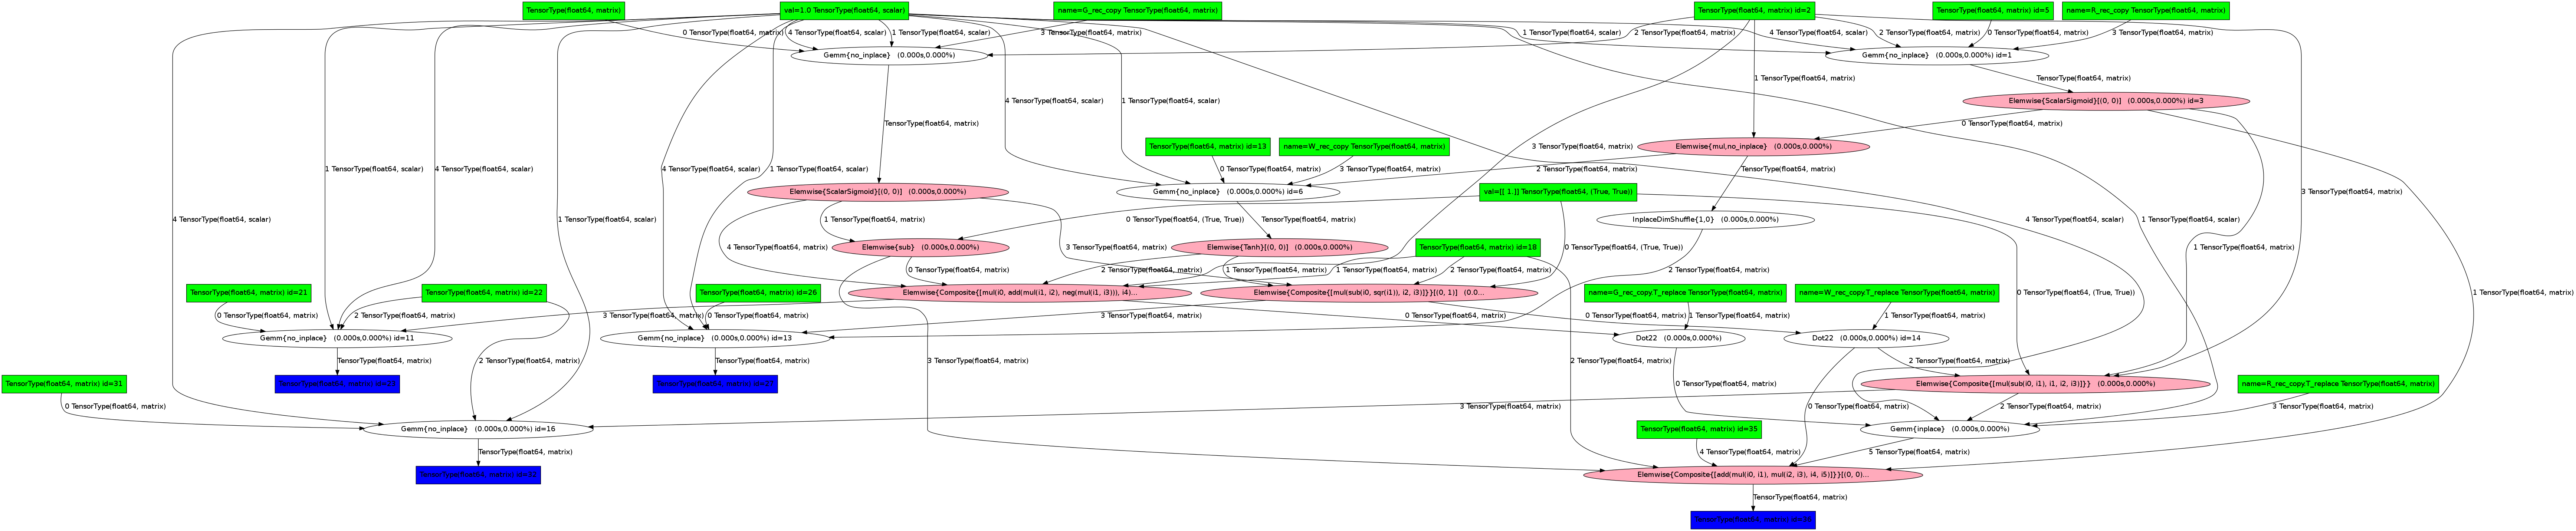 TensorType(float64, matrix)
val=1.0 TensorType(float64, scalar)
name=G_rec_copy TensorType(float64, matrix)
TensorType(float64, matrix) id=2
TensorType(float64, matrix) id=5
name=R_rec_copy TensorType(float64, matrix)
0 TensorType(float64, matrix)
4 TensorType(float64, scalar)
1 TensorType(float64, scalar)
3 TensorType(float64, matrix)
2 TensorType(float64, matrix)
1 TensorType(float64, scalar)
4 TensorType(float64, scalar)
2 TensorType(float64, matrix)
0 TensorType(float64, matrix)
3 TensorType(float64, matrix)
Gemm{no_inplace} (0.000s,0.000%)
Gemm{no_inplace} (0.000s,0.000%) id=1
1 TensorType(float64, matrix)
TensorType(float64, matrix)
4 TensorType(float64, scalar)
1 TensorType(float64, scalar)
Elemwise{ScalarSigmoid}[(0, 0)] (0.000s,0.000%) id=3
TensorType(float64, matrix)
0 TensorType(float64, matrix)
TensorType(float64, matrix) id=13
name=W_rec_copy TensorType(float64, matrix)
3 TensorType(float64, matrix)
Elemwise{mul,no_inplace} (0.000s,0.000%)
1 TensorType(float64, scalar)
4 TensorType(float64, scalar)
4 TensorType(float64, scalar)
1 TensorType(float64, scalar)
0 TensorType(float64, matrix)
3 TensorType(float64, matrix)
2 TensorType(float64, matrix)
TensorType(float64, matrix)
Elemwise{ScalarSigmoid}[(0, 0)] (0.000s,0.000%)
Gemm{no_inplace} (0.000s,0.000%) id=6
val=[[ 1.]] TensorType(float64, (True, True))
3 TensorType(float64, matrix)
4 TensorType(float64, scalar)
1 TensorType(float64, scalar)
1 TensorType(float64, matrix)
0 TensorType(float64, (True, True))
TensorType(float64, matrix)
InplaceDimShuffle{1,0} (0.000s,0.000%)
4 TensorType(float64, scalar)
1 TensorType(float64, scalar)
4 TensorType(float64, matrix)
Elemwise{sub} (0.000s,0.000%)
3 TensorType(float64, matrix)
Elemwise{Tanh}[(0, 0)] (0.000s,0.000%)
TensorType(float64, matrix) id=18
0 TensorType(float64, (True, True))
1 TensorType(float64, matrix)
0 TensorType(float64, matrix)
2 TensorType(float64, matrix)
1 TensorType(float64, matrix)
1 TensorType(float64, matrix)
2 TensorType(float64, matrix)
2 TensorType(float64, matrix)
0 TensorType(float64, (True, True))
TensorType(float64, matrix) id=21
TensorType(float64, matrix) id=22
TensorType(float64, matrix) id=26
Elemwise{Composite{[mul(i0, add(mul(i1, i2), neg(mul(i1, i3))), i4)...
Elemwise{Composite{[mul(sub(i0, sqr(i1)), i2, i3)]}}[(0, 1)] (0.0...
name=G_rec_copy.T_replace TensorType(float64, matrix)
name=W_rec_copy.T_replace TensorType(float64, matrix)
1 TensorType(float64, matrix)
0 TensorType(float64, matrix)
2 TensorType(float64, matrix)
3 TensorType(float64, matrix)
0 TensorType(float64, matrix)
3 TensorType(float64, matrix)
0 TensorType(float64, matrix)
0 TensorType(float64, matrix)
1 TensorType(float64, matrix)
1 TensorType(float64, matrix)
Gemm{no_inplace} (0.000s,0.000%) id=11
Gemm{no_inplace} (0.000s,0.000%) id=13
Dot22 (0.000s,0.000%)
Dot22 (0.000s,0.000%) id=14
TensorType(float64, matrix)
2 TensorType(float64, matrix)
TensorType(float64, matrix)
3 TensorType(float64, matrix)
2 TensorType(float64, matrix)
2 TensorType(float64, matrix)
TensorType(float64, matrix) id=31
0 TensorType(float64, matrix)
Elemwise{Composite{[mul(sub(i0, i1), i1, i2, i3)]}} (0.000s,0.000%)
name=R_rec_copy.T_replace TensorType(float64, matrix)
0 TensorType(float64, matrix)
3 TensorType(float64, matrix)
0 TensorType(float64, matrix)
2 TensorType(float64, matrix)
3 TensorType(float64, matrix)
Gemm{no_inplace} (0.000s,0.000%) id=16
TensorType(float64, matrix) id=35
Gemm{inplace} (0.000s,0.000%)
TensorType(float64, matrix)
4 TensorType(float64, matrix)
5 TensorType(float64, matrix)
Elemwise{Composite{[add(mul(i0, i1), mul(i2, i3), i4, i5)]}}[(0, 0)...
TensorType(float64, matrix)